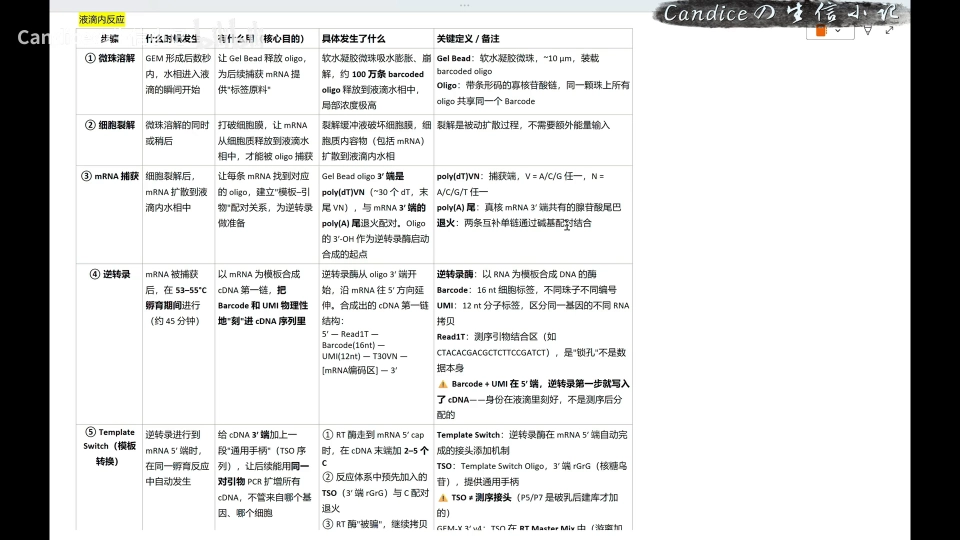 Candiceの生信小记
液滴内反应
步骤 什么时候发生 有什么用（核心目的） 具体发生了什么 关键定义 / 备注
① 微珠溶解
GEM 形成后数秒
内，水相进入液
滴的瞬间开始
让 Gel Bead 释放 oligo，
为后续捕获 mRNA 提
供"标签原料"
软水凝胶微珠吸水膨胀、崩
解，约 100 万条 barcoded
oligo 释放到液滴水相中，
局部浓度极高
Gel Bead：软水凝胶微珠，~10 μm，装载
barcoded oligo
Oligo：带条形码的寡核苷酸链，同一颗珠上所有
oligo 共享同一个 Barcode
② 细胞裂解
微珠溶解的同时
或稍后
打破细胞膜，让 mRNA
从细胞质释放到液滴水
相中，才能被 oligo 捕获
裂解缓冲液破坏细胞膜，细
胞质内容物（包括 mRNA）
扩散到液滴内水相
裂解是被动扩散过程，不需要额外能量输入
③ mRNA 捕获
细胞裂解后，
mRNA 扩散到液
滴内水相中
让每条 mRNA 找到对应
的 oligo，建立"模板–引
物"配对关系，为逆转录
做准备
Gel Bead oligo 3′ 端是
poly(dT)VN（~30 个 dT，末
尾 VN），与 mRNA 3′ 端的
poly(A) 尾退火配对。Oligo
的 3′-OH 作为逆转录酶启动
合成的起点
poly(dT)VN：捕获端，V = A/C/G 任一，N =
A/C/G/T 任一
poly(A) 尾：真核 mRNA 3′ 端共有的腺苷酸尾巴
退火：两条互补单链通过碱基配对结合
④ 逆转录
mRNA 被捕获
后，在 53–55°C
孵育期间进行
（约 45 分钟）
以 mRNA 为模板合成
cDNA 第一链，把
Barcode 和 UMI 物理性
地"刻"进 cDNA 序列里
逆转录酶从 oligo 3′ 端开
始，沿 mRNA 往 5′ 方向延
伸。合成出的 cDNA 第一链
结构：
5′ — Read1T —
Barcode(16nt) —
UMI(12nt) — T30VN —
[mRNA编码区] — 3′
逆转录酶：以 RNA 为模板合成 DNA 的酶
Barcode：16 nt 细胞标签，不同珠子不同编号
UMI：12 nt 分子标签，区分同一基因的不同 RNA
拷贝
Read1T：测序引物结合区（如
CTACACGACGCTCTTCCGATCT），是"锁孔"不是数
据本身
⚠️ Barcode + UMI 在 5′ 端，逆转录第一步就写入
了 cDNA——身份在液滴里刻好，不是测序后分
配的
⑤ Template
Switch（模板
转换）
逆转录进行到
mRNA 5′ 端时，
在同一孵育反应
中自动发生
给 cDNA 3′ 端加上一
段"通用手柄"（TSO 序
列），让后续能用同一
对引物 PCR 扩增所有
cDNA，不管来自哪个基
因、哪个细胞
① RT 酶走到 mRNA 5′ cap
时，在 cDNA 末端加 2–5 个
C
② 反应体系中预先加入的
TSO（3′ 端 rGrG）与 C 配对
退火
③ RT 酶"被骗"，继续拷贝
Template Switch：逆转录酶在 mRNA 5′ 端自动完
成的接头添加机制
TSO：Template Switch Oligo，3′ 端 rGrG（核糖鸟
苷），提供通用手柄
⚠️ TSO ≠ 测序接头（P5/P7 是破乳后建库才加
的）
GEM-X 3′ v4：TSO 在 RT Master Mix 中（游离加